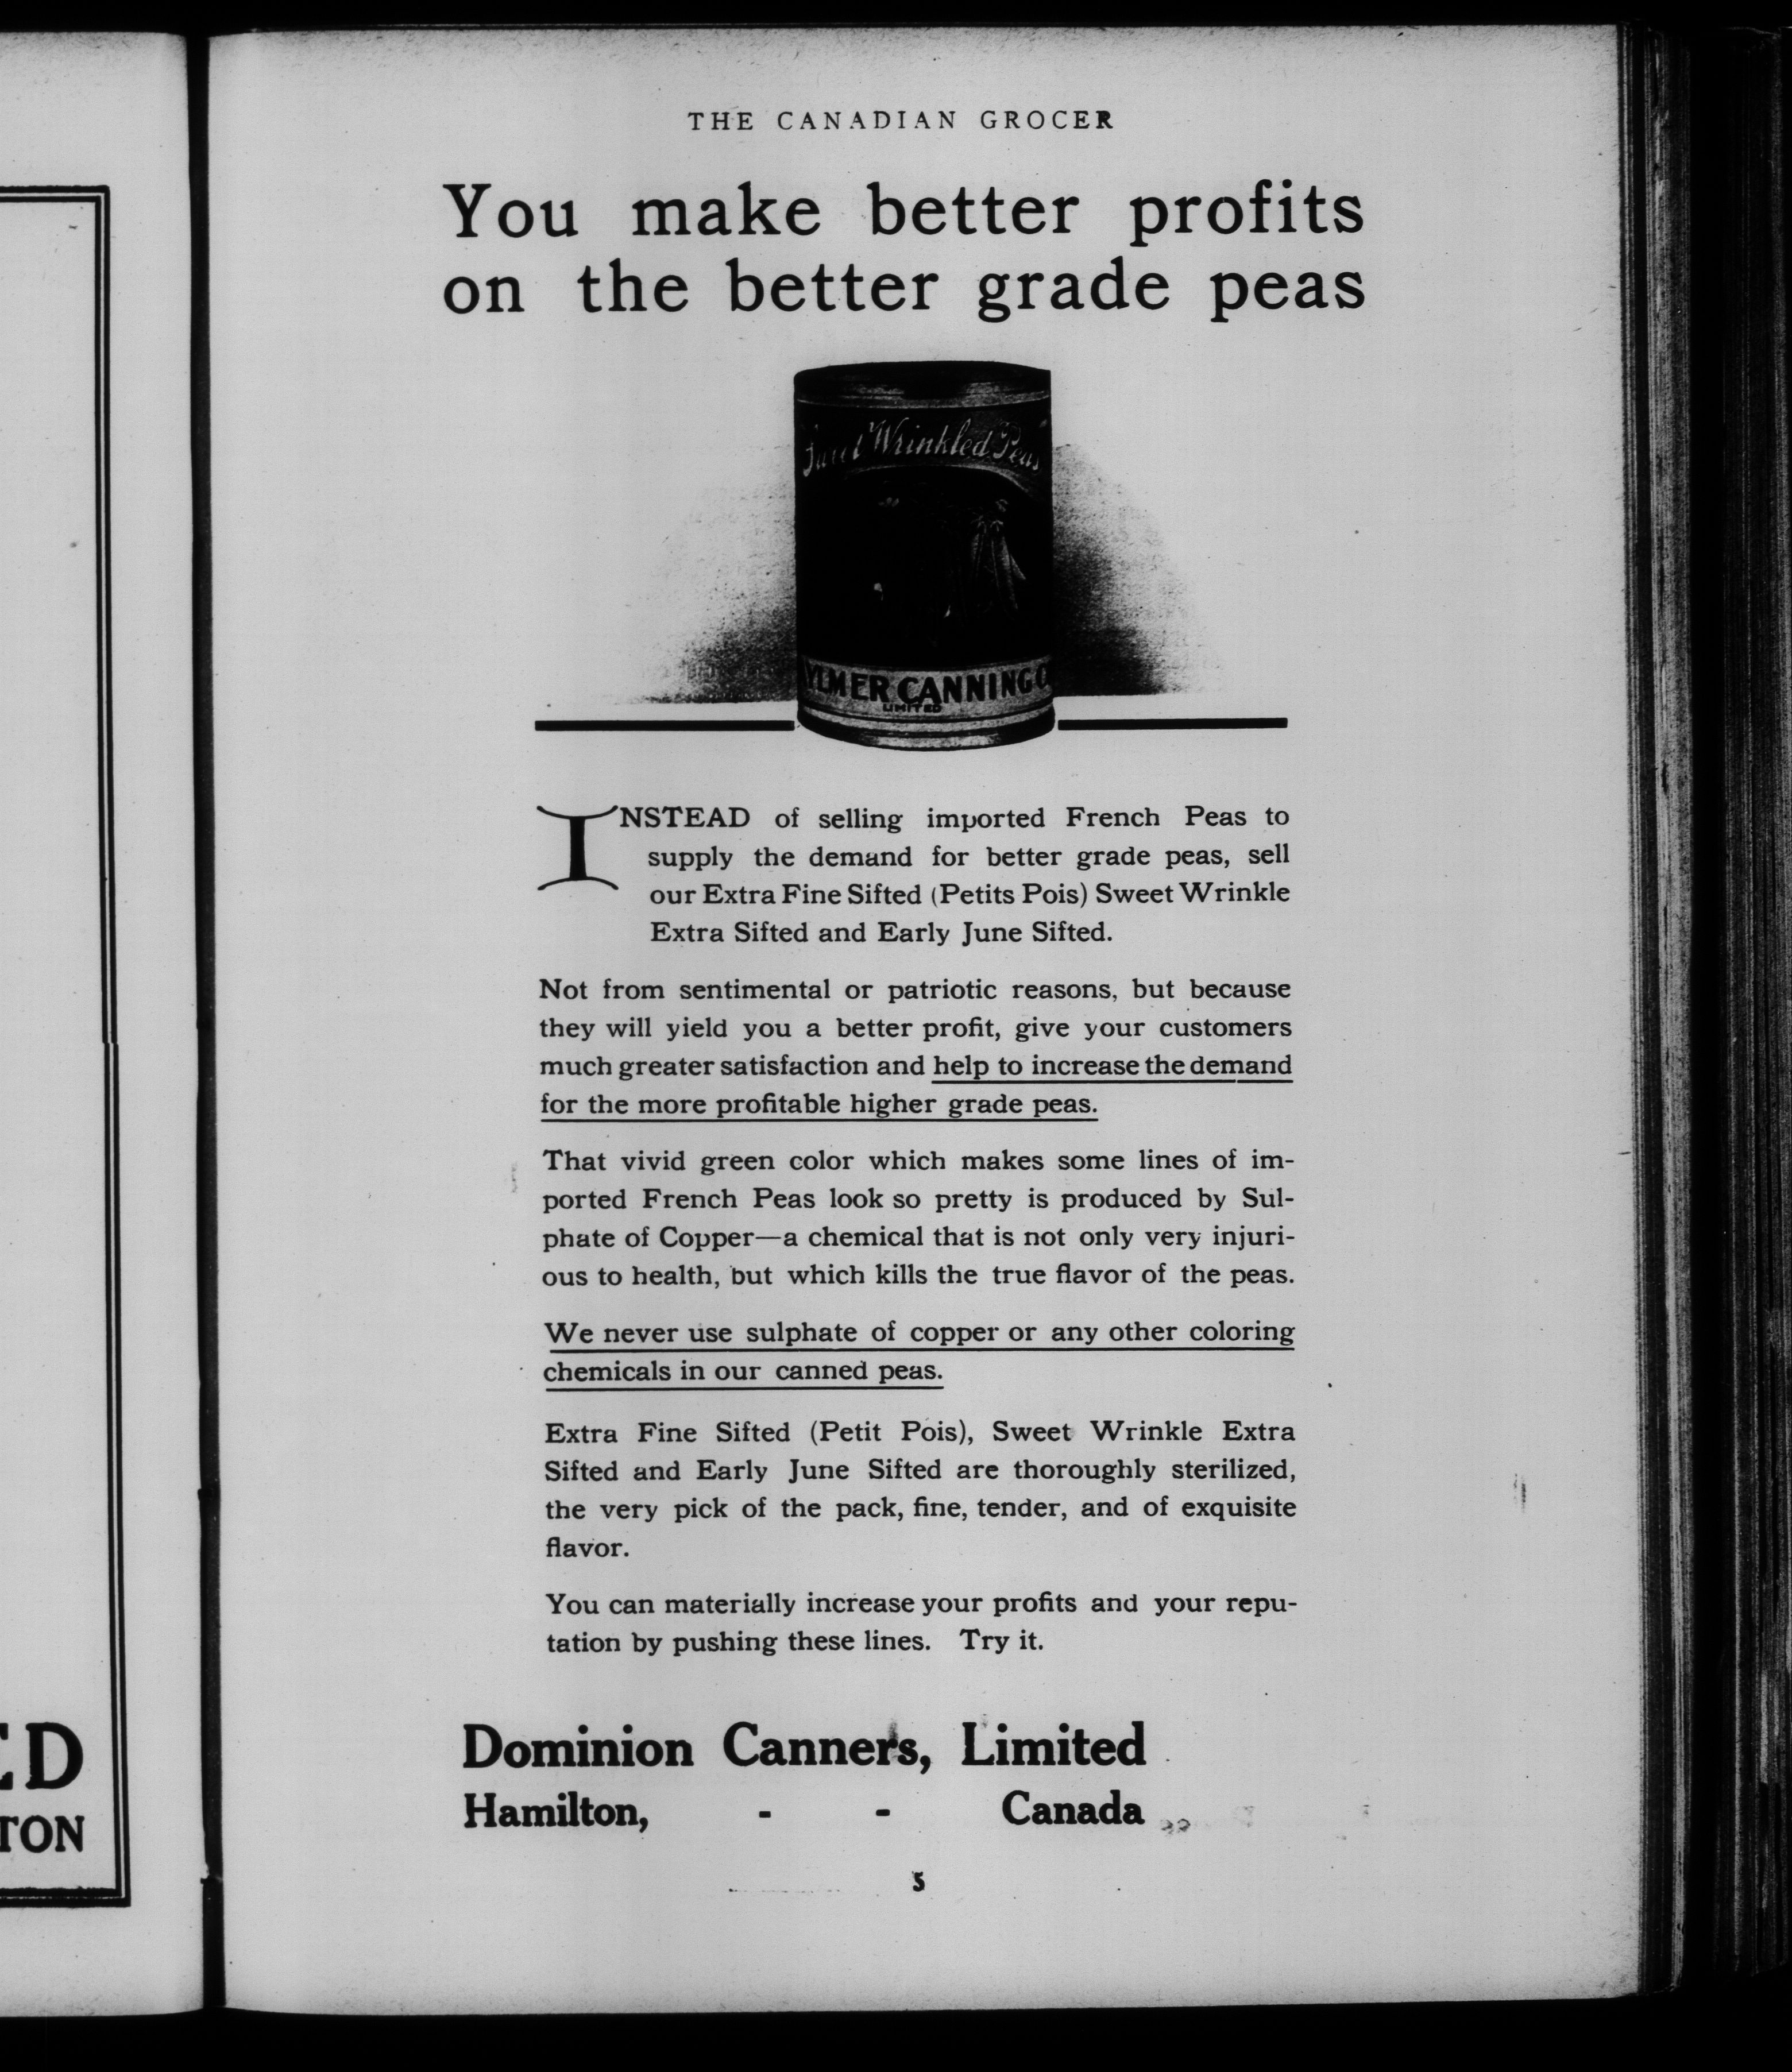 THE CANADIAN GROCER
You make better profits
on the better grade peas
Wrinkled Peas
YLMER CANNING
LIMITED
INSTEAD of selling imported French Peas to
supply the demand for better grade peas, sell
our Extra Fine Sifted (Petits Pois) Sweet Wrinkle
Extra Sifted and Early June Sifted.
Not from sentimental or patriotic reasons, but because
they will yield you a better profit, give your customers
much greater satisfaction and help to increase the demand
for the more profitable higher grade peas.
That vivid green color which makes some lines of im-
ported French Peas look so pretty is produced by Sul-
phate of Copper—a chemical that is not only very injuri-
ous to health, but which kills the true flavor of the peas.
We never use sulphate of copper or any other coloring
chemicals in our canned peas.
Extra Fine Sifted (Petit Pois), Sweet Wrinkle Extra
Sifted and Early June Sifted are thoroughly sterilized,
the very pick of the pack, fine, tender, and of exquisite
flavor.
You can materially increase your profits and your repu-
tation by pushing these lines. Try it.
Dominion Canners, Limited
Hamilton, - - Canada
5
ED
TON